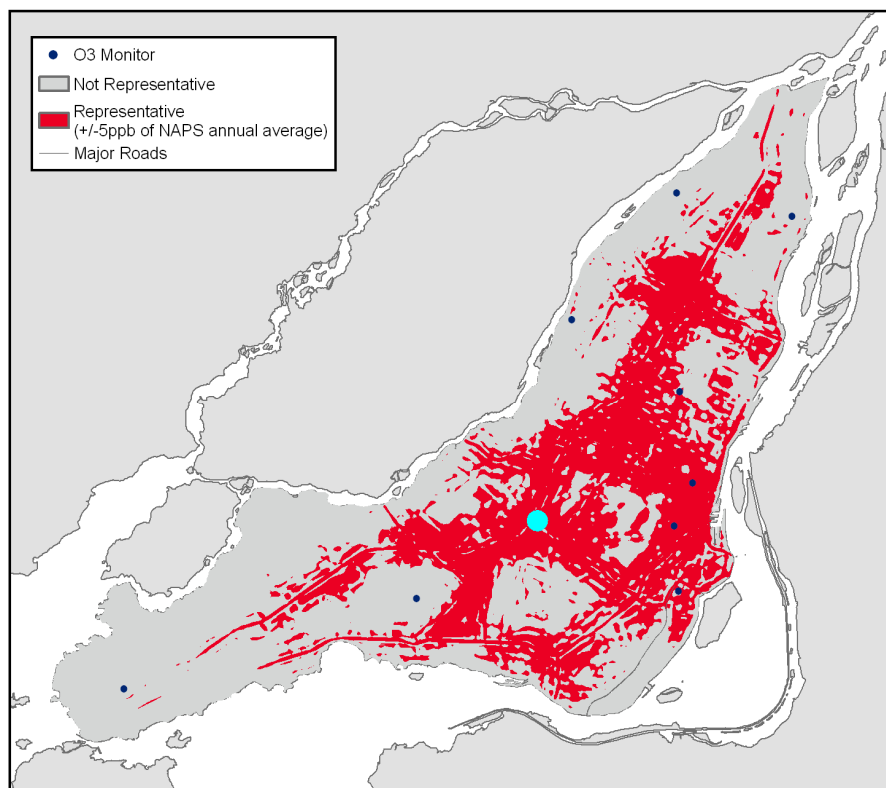 O3 Monitor
Not Representative
Representative
(+/-5ppb of NAPS annual average)
Major Roads